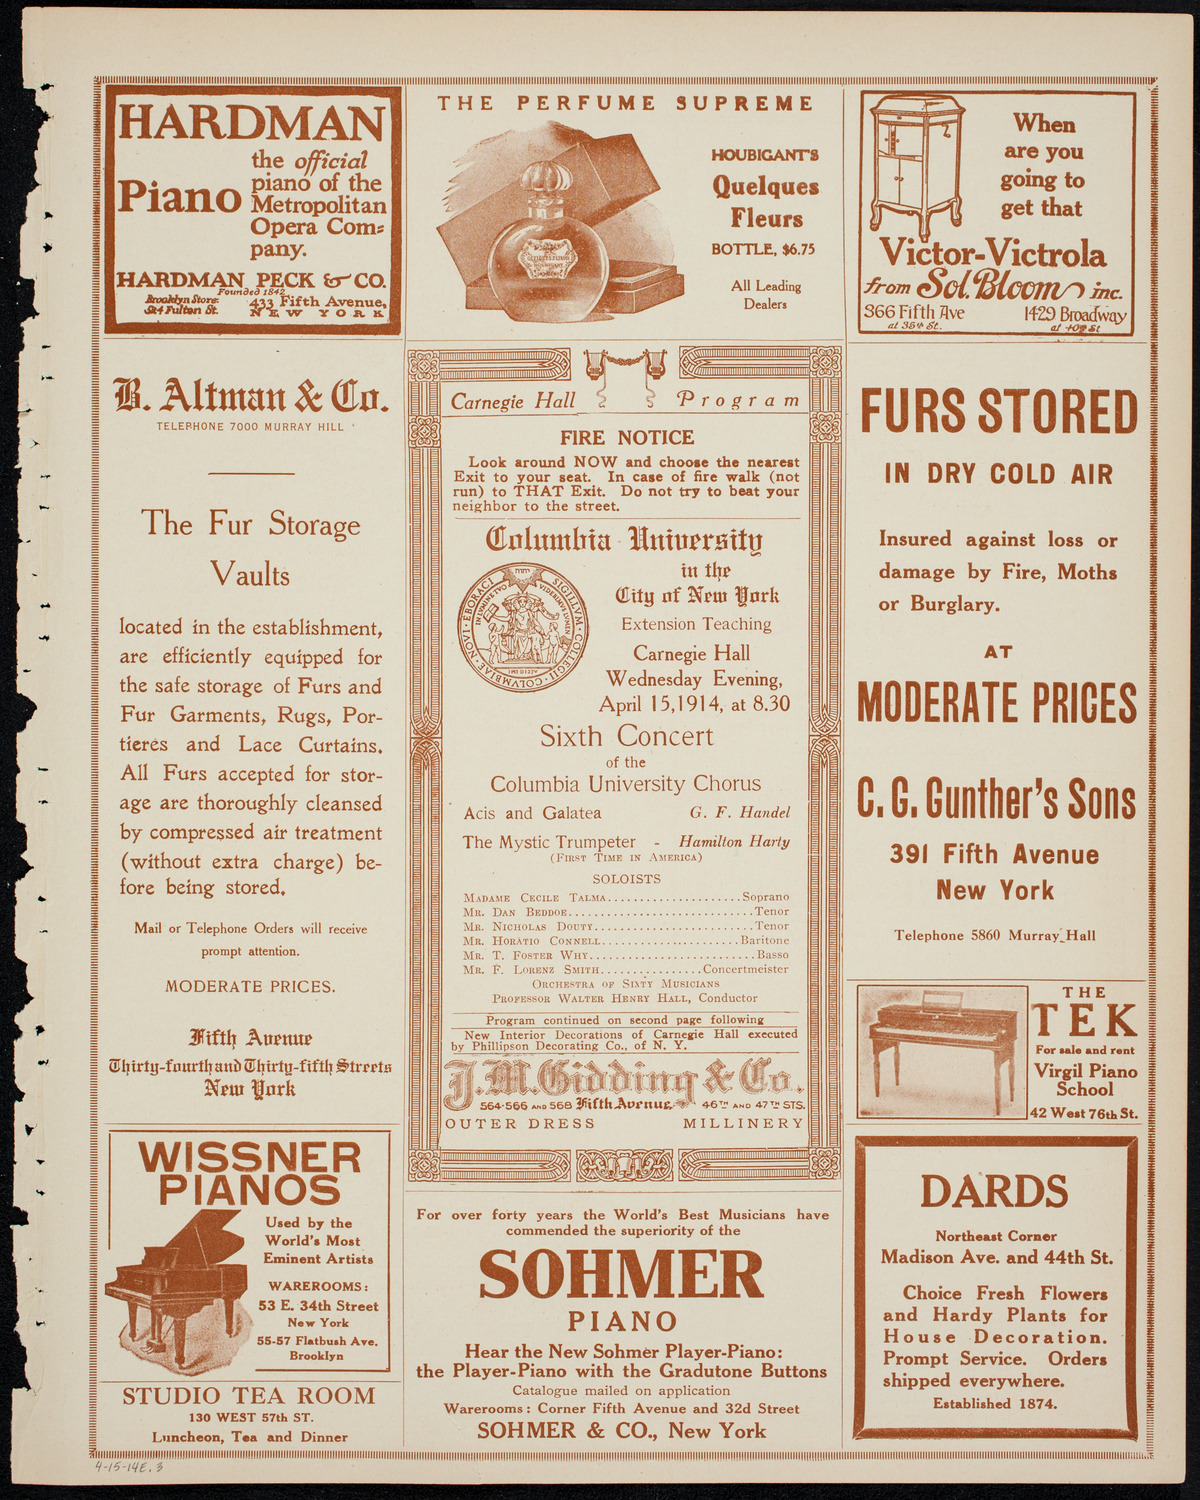 HARDMAN
Piano
the official
piano of the
Metropolitan
Opera Com=
pany.
HARDMAN, PECK & CO.
Founded 1842
Brooklyn Store:
524 Fulton St.
433 Fifth Avenue,
NEW YORK
THE PERFUME SUPREME
HOUBIGANT'S
Quelques
Fleurs
BOTTLE, $6.75
All Leading
Dealers
When
are you
going to
get that
Victor-Victrola
from Sol. Bloom inc.
366 Fifth Ave
at 35th St.
1429 Broadway
at 40th St
B. Altman & Co.
TELEPHONE 7000 MURRAY HILL
The Fur Storage
Vaults
located in the establishment,
are efficiently equipped for
the safe storage of Furs and
Fur Garments, Rugs, Por-
tieres and Lace Curtains.
All Furs accepted for stor-
age are thoroughly cleansed
by compressed air treatment
(without extra charge) be-
fore being stored.
Mail or Telephone Orders will receive
prompt attention.
MODERATE PRICES.
Fifth Avenue
Thirty-fourth and Thirty-fifth Streets
New York
WISSNER
PIANOS
Used by the
World's Most
Eminent Artists
WAREROOMS:
53 E. 34th Street
New York
55-57 Flatbush Ave.
Brooklyn
STUDIO TEA ROOM
130 WEST 57th ST.
Luncheon, Tea and Dinner
Carnegie Hall Program
FIRE NOTICE
Look around NOW and choose the nearest
Exit to your seat. In case of fire walk (not
run) to THAT Exit. Do not try to beat your
neighbor to the street.
Columbia University
in the
City of New York
Extension Teaching
Carnegie Hall
Wednesday Evening,
April 15, 1914, at 8.30
Sixth Concert
of the
Columbia University Chorus
Acis and Galatea G. F. Handel
The Mystic Trumpeter - Hamilton Harty
(FIRST TIME IN AMERICA)
SOLOISTS
MADAME CECILE TALMA....................Soprano
MR. DAN BEDDOE..........................Tenor
MR. NICHOLAS DOUTY.........................Tenor
MR. HORATIO CONNELL.....................Baritone
MR. T. FOSTER WHY..........................Basso
MR. F. LORENZ SMITH................Concertmeister
ORCHESTRA OF SIXTY MUSICIANS
PROFESSOR WALTER HENRY HALL, Conductor
Program continued on second page following
New Interior Decorations of Carnegie Hall executed
by Phillipson Decorating Co., of N. Y.
J. M. Gidding & Co.
564-566 AND 568 Fifth Avenue 46TH AND 47TH STS.
OUTER DRESS MILLINERY
For over forty years the World's Best Musicians have
commended the superiority of the
SOHMER
PIANO
Hear the New Sohmer Player-Piano:
the Player-Piano with the Gradutone Buttons
Catalogue mailed on application
Warerooms: Corner Fifth Avenue and 32d Street
SOHMER & CO., New York
FURS STORED
IN DRY COLD AIR
Insured against loss or
damage by Fire, Moths
or Burglary.
AT
MODERATE PRICES
C. G. Gunther's Sons
391 Fifth Avenue
New York
Telephone 5860 Murray Hall
THE
TEK
For sale and rent
Virgil Piano
School
42 West 76th St.
DARDS
Northeast Corner
Madison Ave. and 44th St.
Choice Fresh Flowers
and Hardy Plants for
House Decoration.
Prompt Service. Orders
shipped everywhere.
Established 1874.
4-15-14E.3